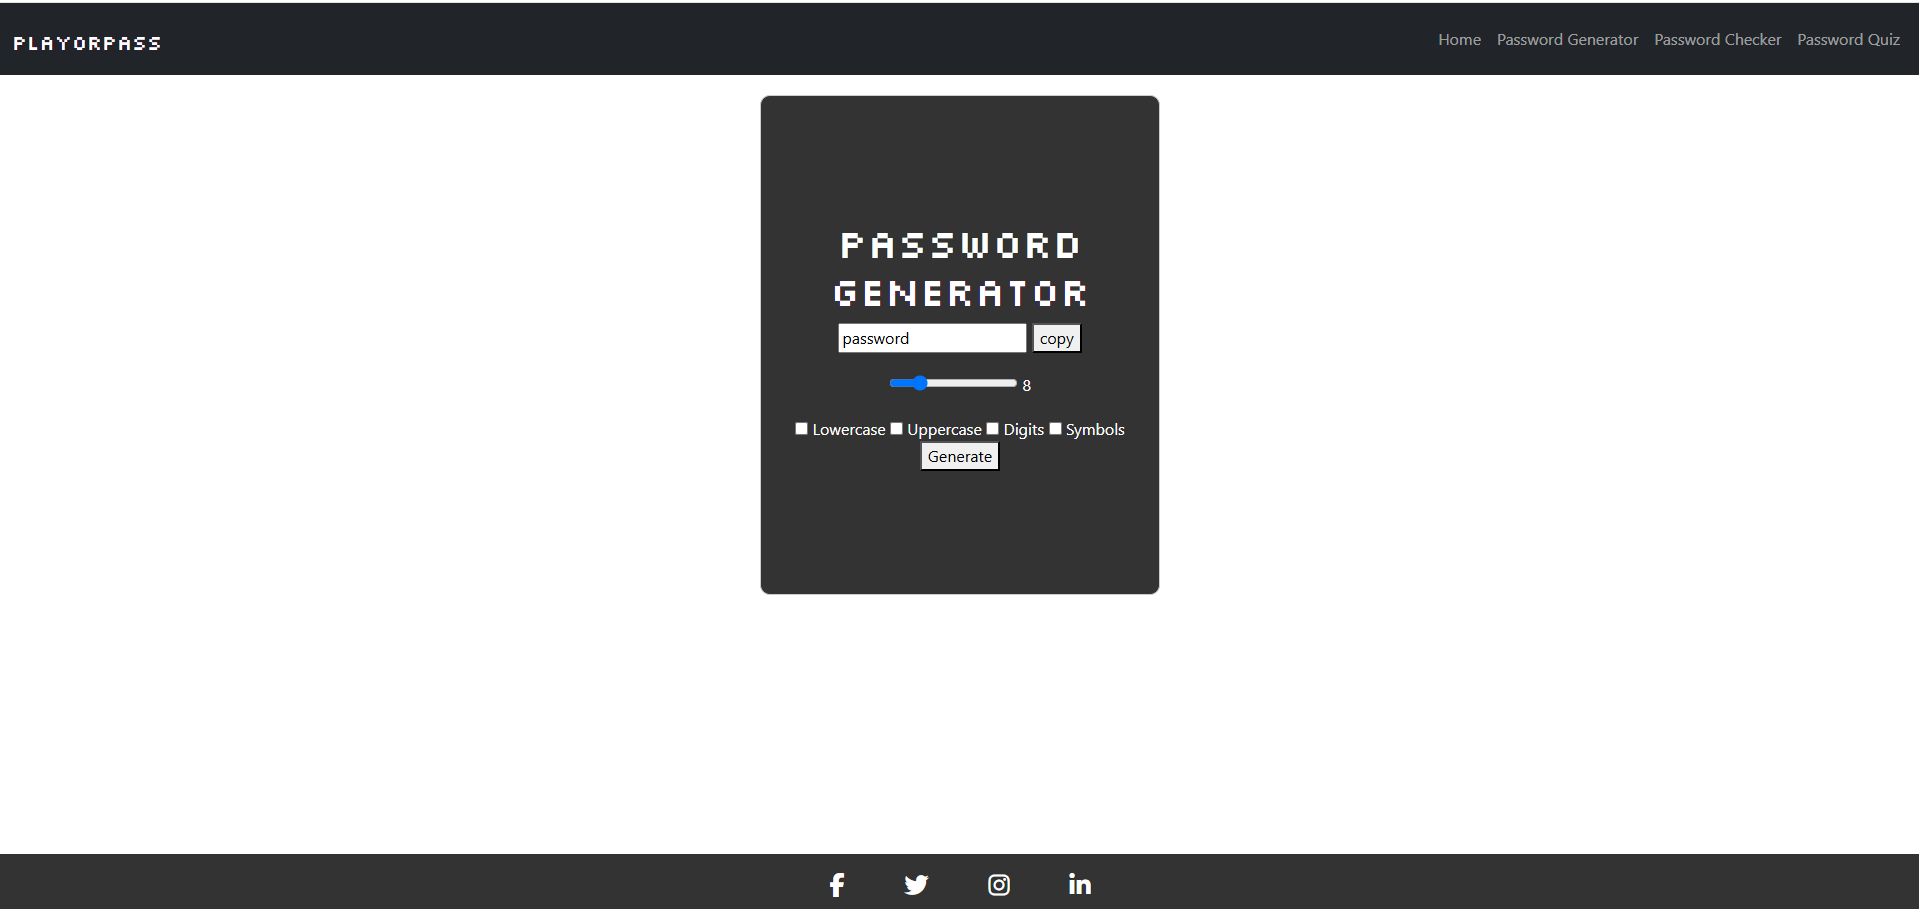 PLAYORPASS
Home Password Generator Password Checker Password Quiz
PASSWORD
GENERATOR
password copy
8
Lowercase Uppercase Digits Symbols
Generate